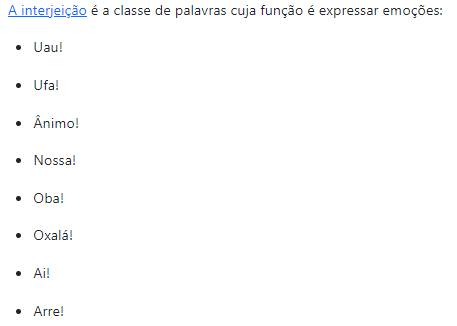 A interjeição é a classe de palavras cuja função é expressar emoções:
• Uau!
• Ufa!
• Ânimo!
• Nossa!
• Oba!
• Oxalá!
• Ai!
• Arre!